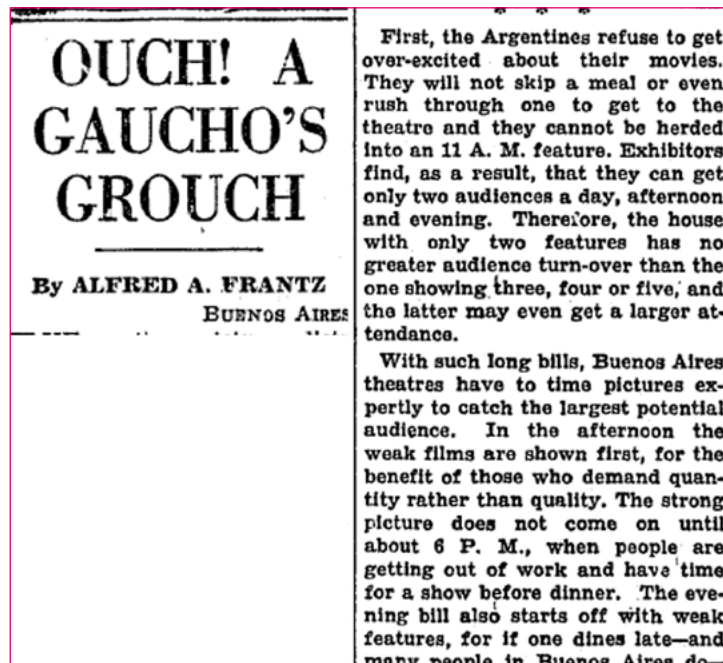 OUCH! A
GAUCHO'S
GROUCH
By ALFRED A. FRANTZ
BUENOS AIRES
* * *
First, the Argentines refuse to get
over-excited about their movies.
They will not skip a meal or even
rush through one to get to the
theatre and they cannot be herded
into an 11 A. M. feature. Exhibitors
find, as a result, that they can get
only two audiences a day, afternoon
and evening. Therefore, the house
with only two features has no
greater audience turn-over than the
one showing three, four or five, and
the latter may even get a larger at-
tendance.
With such long bills, Buenos Aires
theatres have to time pictures ex-
pertly to catch the largest potential
audience. In the afternoon the
weak films are shown first, for the
benefit of those who demand quan-
tity rather than quality. The strong
picture does not come on until
about 6 P. M., when people are
getting out of work and have time
for a show before dinner. The eve-
ning bill also starts off with weak
features, for if one dines late—and
many people in Buenos Aires do—